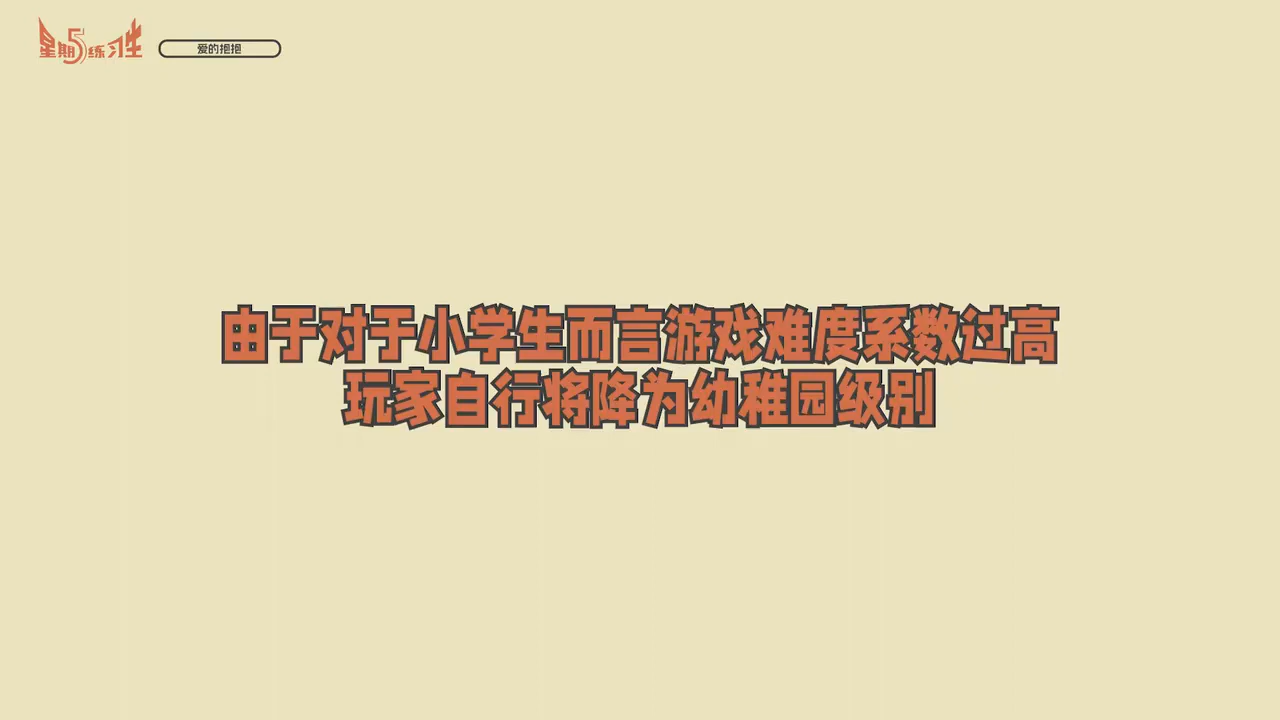 星期5练习生
爱的抱抱
由于对于小学生而言游戏难度系数过高
玩家自行将降为幼稚园级别